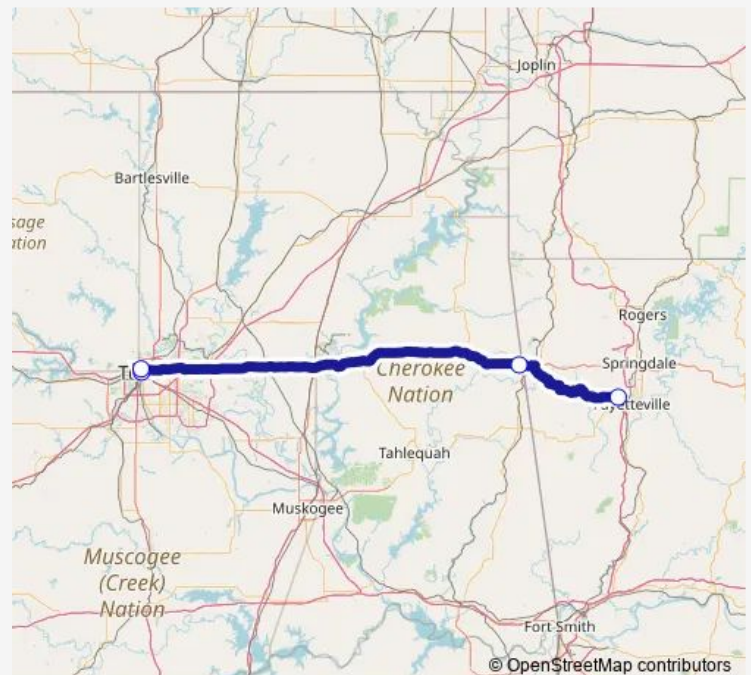 Joplin
Bartlesville
sage
ation
Rogers
Springdale
Cherokee
Nation
Tahlequah
Muskogee
Muscogee
(Creek)
Nation
Fort Smith
© OpenStreetMap contributors